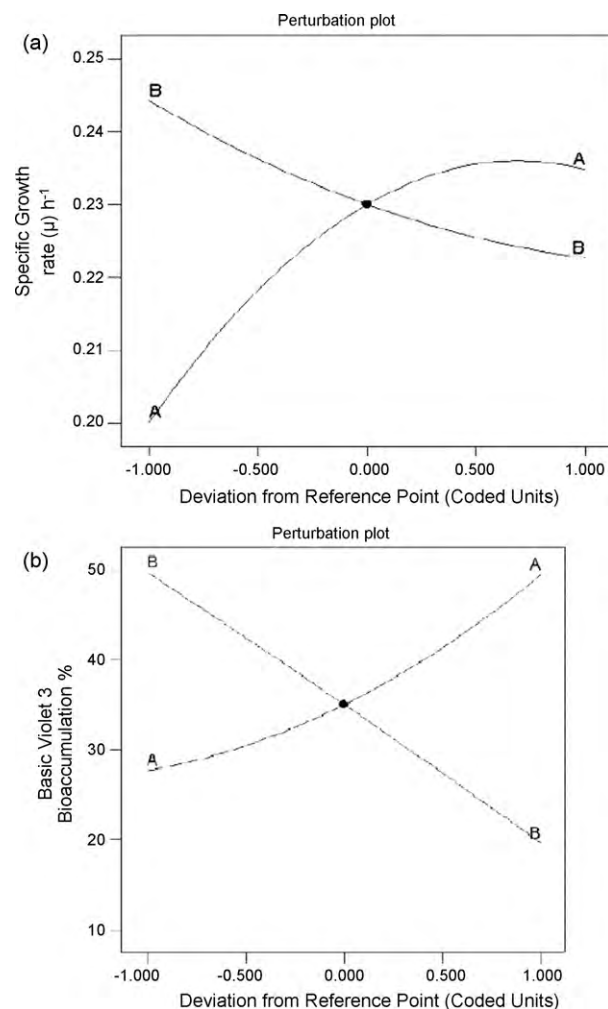 Perturbation plot
(a)
0.25
B
0.24
A
Specific Growth
rate (µ) h-1
0.23
B
0.22
0.21
A
0.20
-1.000 -0.500 0.000 0.500 1.000
Deviation from Reference Point (Coded Units)
Perturbation plot
(b)
B A
50
40
Basic Violet 3
Bioaccumulation %
30
A
20
B
10
-1.000 -0.500 0.000 0.500 1.000
Deviation from Reference Point (Coded Units)